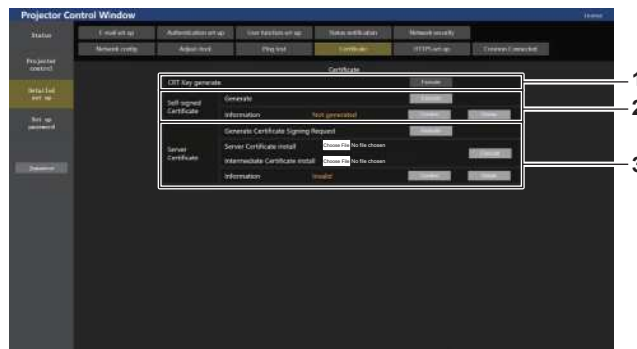 Projector Control Window
License
Status
E-mail set up
Authentication set up
User function set up
Status notification
Network security
Network config
Adjust clock
Ping test
Certificate
HTTPS set up
Crestron Connected
Projector
control
Detailed
set up
Set up
password
Japanese
Certificate
CRT Key generate
Execute
1
Self-signed
Certificate
Generate
Execute
Information
Not generated
Confirm
Delete
2
Server
Certificate
Generate Certificate Signing Request
Execute
Server Certificate install
Choose File No file chosen
Execute
Intermediate Certificate install
Choose File No file chosen
Information
Invalid
Confirm
Delete
3